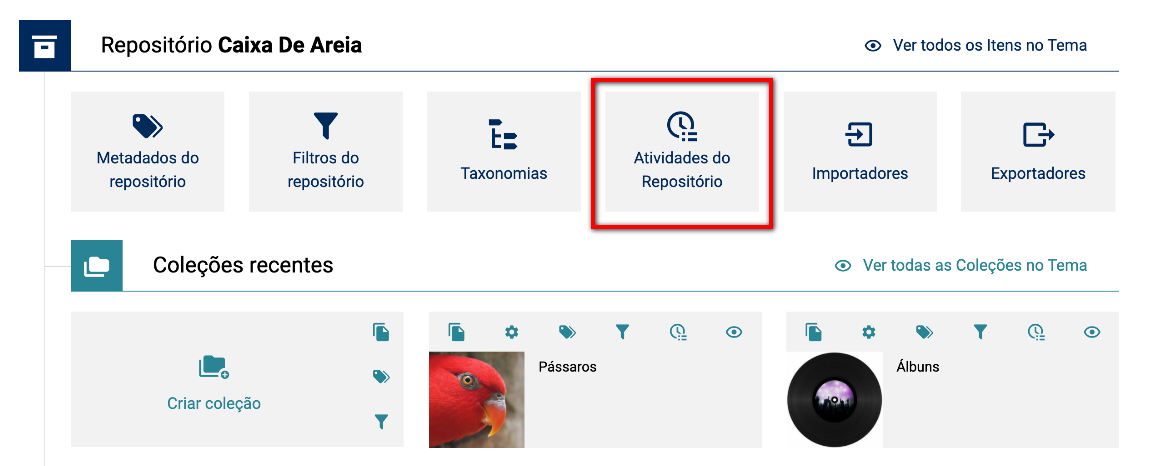 Repositório Caixa De Areia
Ver todos os Itens no Tema
Metadados do
repositório
Filtros do
repositório
Taxonomias
Atividades do
Repositório
Importadores
Exportadores
Coleções recentes
Ver todas as Coleções no Tema
Criar coleção
Pássaros
Álbuns